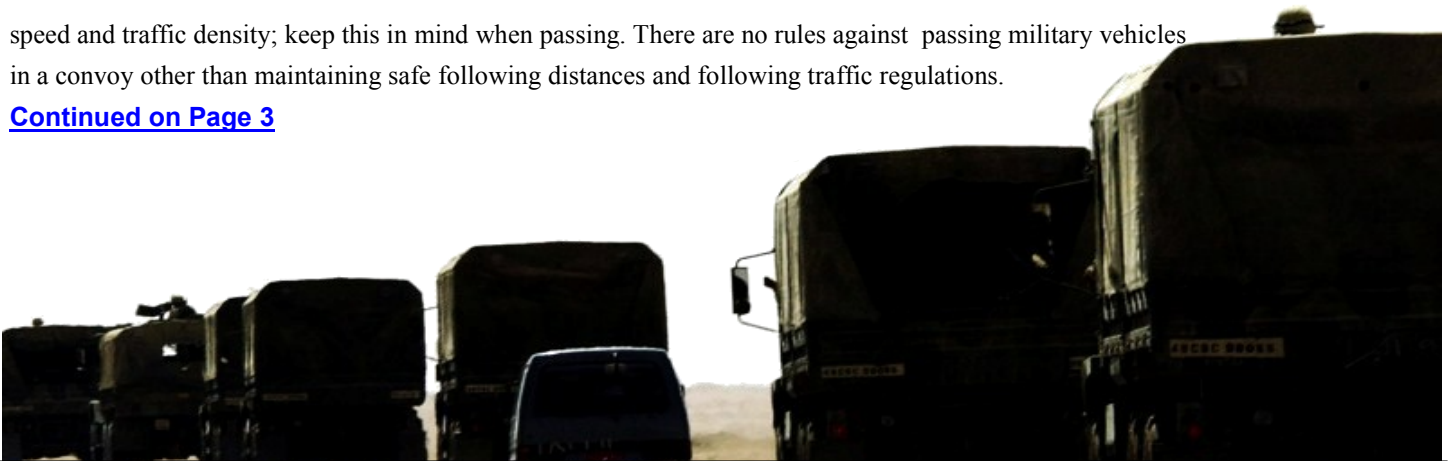 speed and traffic density; keep this in mind when passing. There are no rules against  passing military vehicles
in a convoy other than maintaining safe following distances and following traffic regulations.
Continued on Page 3